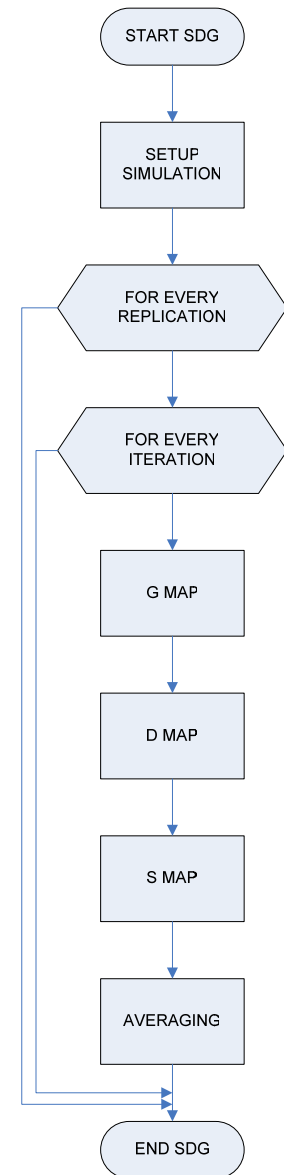 START SDG
SETUP
SIMULATION
FOR EVERY
REPLICATION
FOR EVERY
ITERATION
G MAP
D MAP
S MAP
AVERAGING
END SDG